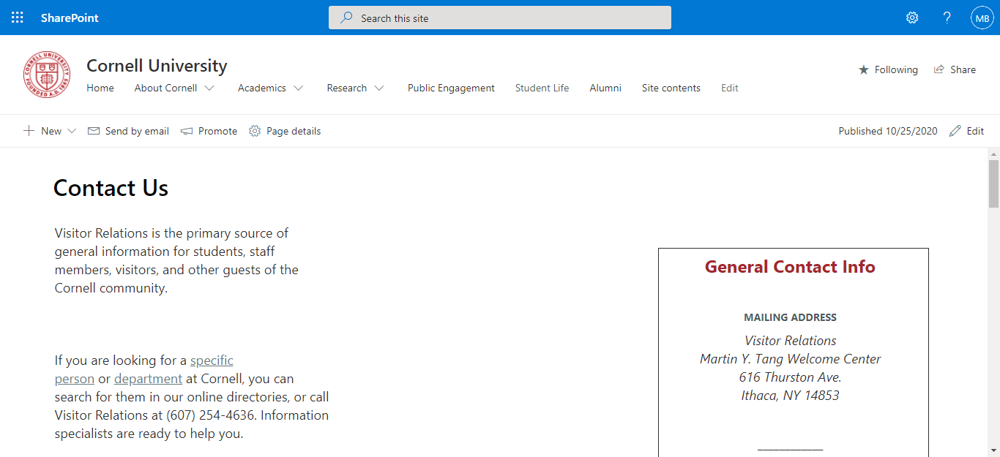 SharePoint
Search this site
?
MB
CORNELL UNIVERSITY
FOUNDED A.D. 1865
Cornell University
Home About Cornell Academics Research Public Engagement Student Life Alumni Site contents Edit
Following Share
New Send by email Promote Page details
Published 10/25/2020 Edit
Contact Us
Visitor Relations is the primary source of
general information for students, staff
members, visitors, and other guests of the
Cornell community.
If you are looking for a specific
person or department at Cornell, you can
search for them in our online directories, or call
Visitor Relations at (607) 254-4636. Information
specialists are ready to help you.
General Contact Info
MAILING ADDRESS
Visitor Relations
Martin Y. Tang Welcome Center
616 Thurston Ave.
Ithaca, NY 14853
____________